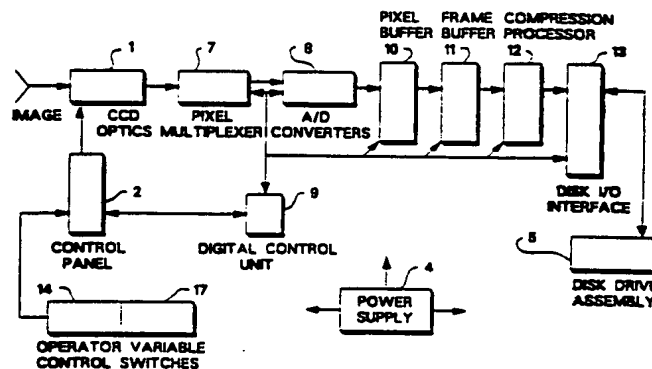 PIXEL FRAME COMPRESSION
BUFFER BUFFER PROCESSOR
1
7
8
10
11
12
13
IMAGE
CCD
OPTICS
PIXEL
MULTIPLEXER
A/D
CONVERTERS
2
9
DISK I/O
INTERFACE
CONTROL
PANEL
DIGITAL CONTROL
UNIT
5
14
17
4
POWER
SUPPLY
DISK DRIVE
ASSEMBLY
OPERATOR VARIABLE
CONTROL SWITCHES